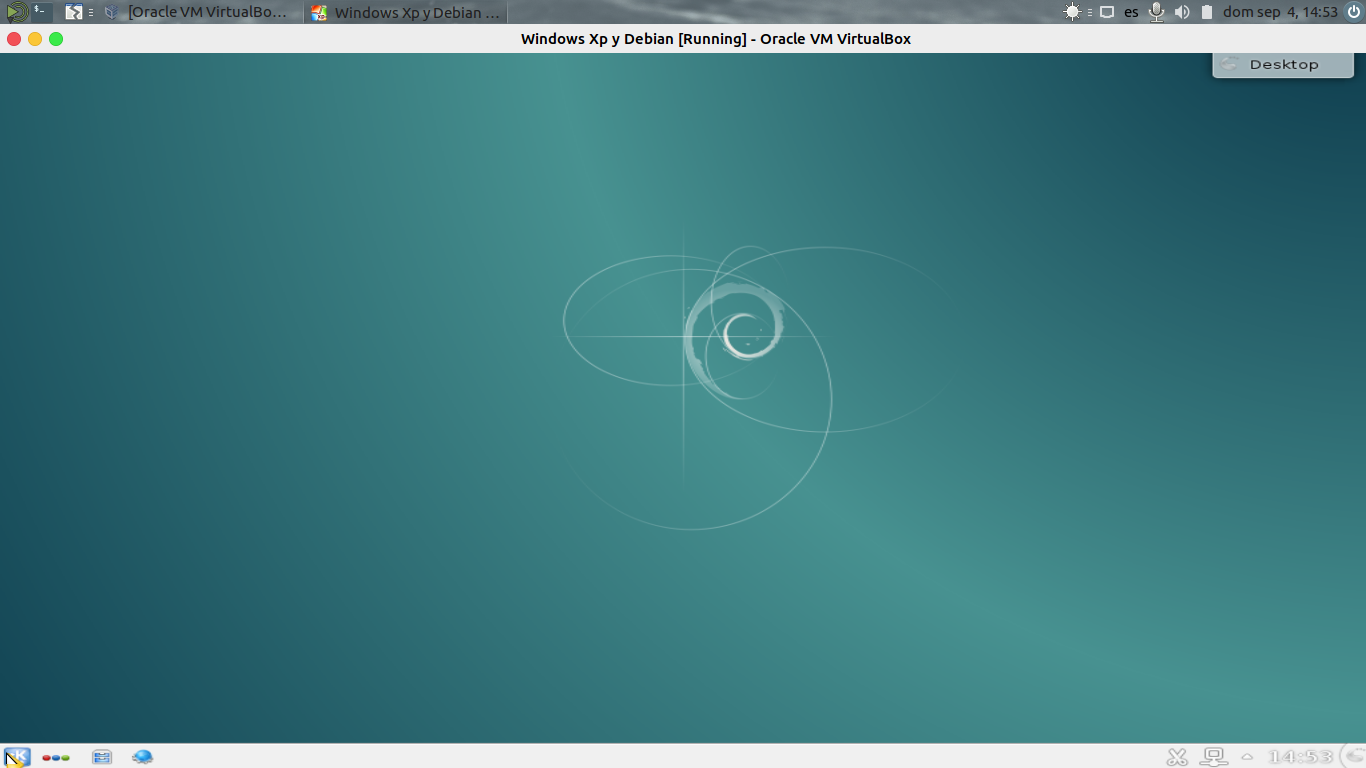 [Oracle VM VirtualBo...
Windows Xp y Debian ...
es
dom sep 4, 14:53
Windows Xp y Debian [Running] - Oracle VM VirtualBox
Desktop
K
14:53